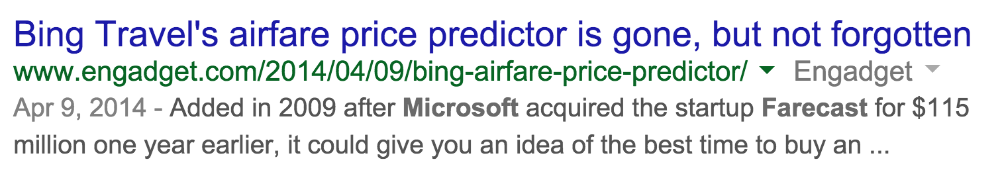 Bing Travel's airfare price predictor is gone, but not forgotten
www.engadget.com/2014/04/09/bing-airfare-price-predictor/ Engadget
Apr 9, 2014 - Added in 2009 after Microsoft acquired the startup Farecast for $115
million one year earlier, it could give you an idea of the best time to buy an ...